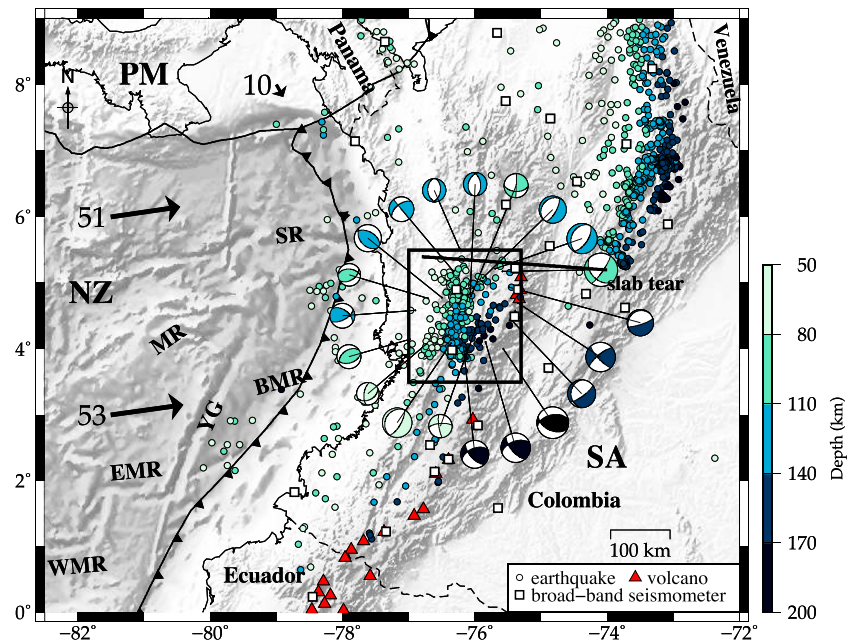 Panama
Venezuela
8°
N
PM
10
51
6°
SR
NZ
slab tear
4°
MR
BMR
53
YG
EMR
SA
2°
Colombia
100 km
WMR
Ecuador
earthquake
volcano
broad−band seismometer
0°
−82
−80
−78
−76
−74
−72
50
80
110
140
170
200
Depth (km)